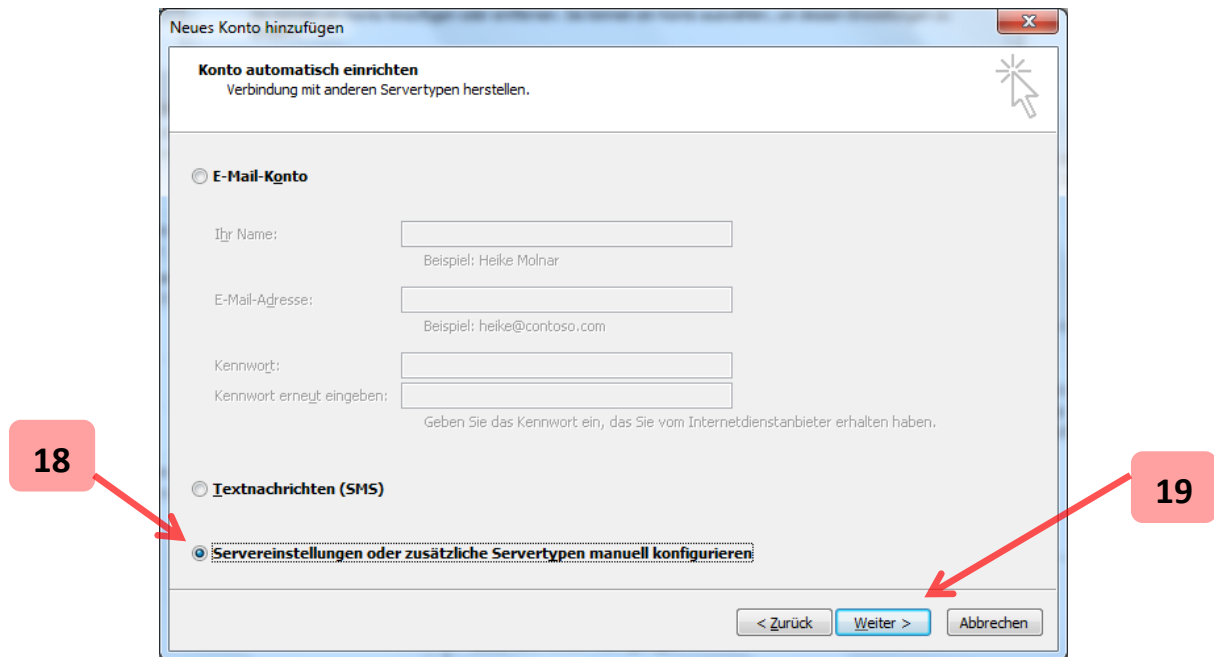 Neues Konto hinzufügen
Konto automatisch einrichten
Verbindung mit anderen Servertypen herstellen.
E-Mail-Konto
Ihr Name:
Beispiel: Heike Molnar
E-Mail-Adresse:
Beispiel: heike@contoso.com
Kennwort:
Kennwort erneut eingeben:
Geben Sie das Kennwort ein, das Sie vom Internetdienstanbieter erhalten haben.
18
Textnachrichten (SMS)
19
Servereinstellungen oder zusätzliche Servertypen manuell konfigurieren
< Zurück Weiter > Abbrechen